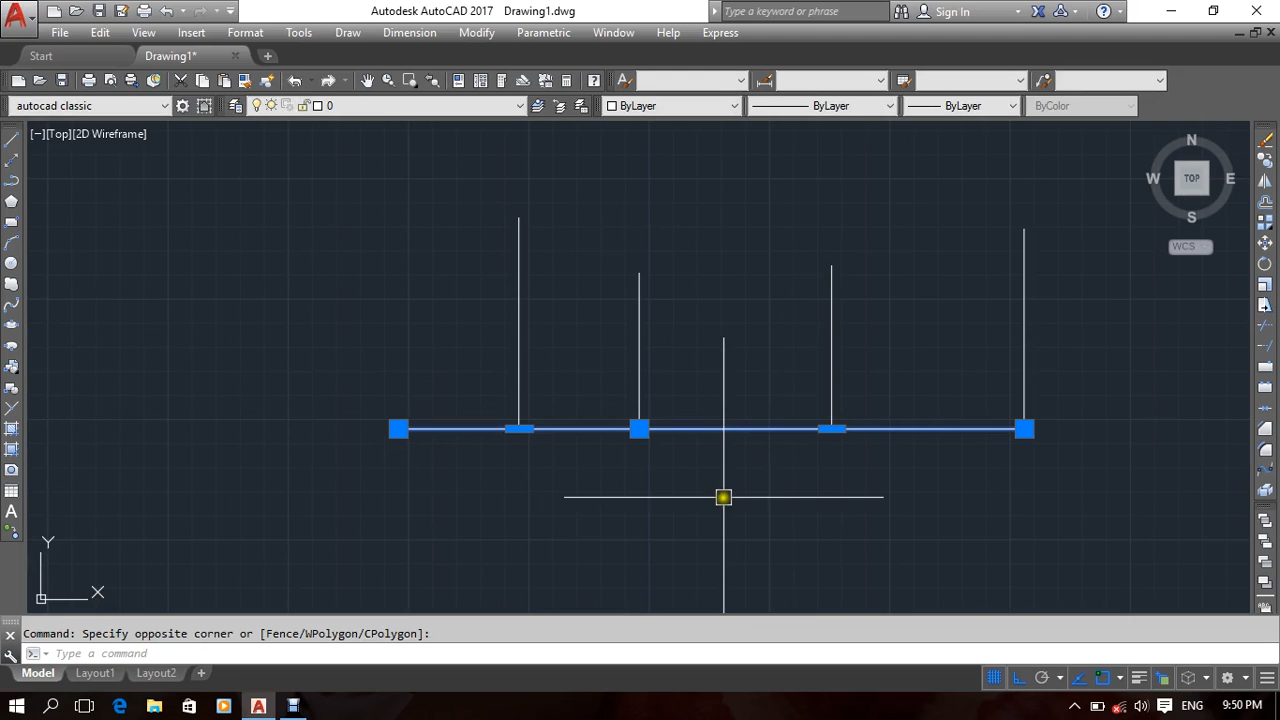 Autodesk AutoCAD 2017 Drawing1.dwg
Type a keyword or phrase
Sign In
File Edit View Insert Format Tools Draw Dimension Modify Parametric Window Help Express
Start
Drawing1*
autocad classic
0
ByLayer
ByLayer
ByLayer
ByColor
[−][Top][2D Wireframe]
N
W
TOP
E
S
WCS
Y
X
A
Command: Specify opposite corner or [Fence/WPolygon/CPolygon]:
Type a command
Model
Layout1
Layout2
ENG
9:50 PM